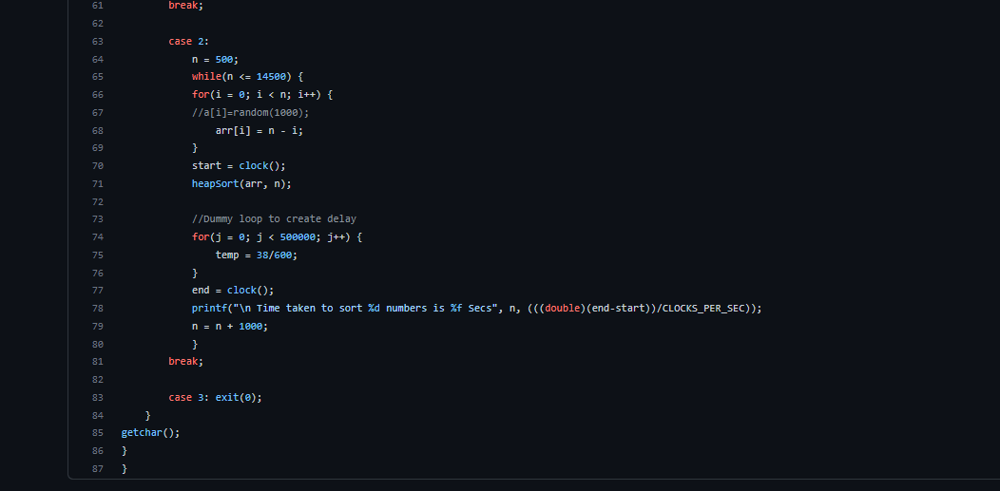 61 break;
62
63 case 2:
64 n = 500;
65 while(n <= 14500) {
66 for(i = 0; i < n; i++) {
67 //a[i]=random(1000);
68 arr[i] = n - i;
69 }
70 start = clock();
71 heapSort(arr, n);
72
73 //Dummy loop to create delay
74 for(j = 0; j < 500000; j++) {
75 temp = 38/600;
76 }
77 end = clock();
78 printf("\n Time taken to sort %d numbers is %f Secs", n, (((double)(end-start))/CLOCKS_PER_SEC));
79 n = n + 1000;
80 }
81 break;
82
83 case 3: exit(0);
84 }
85 getchar();
86 }
87 }